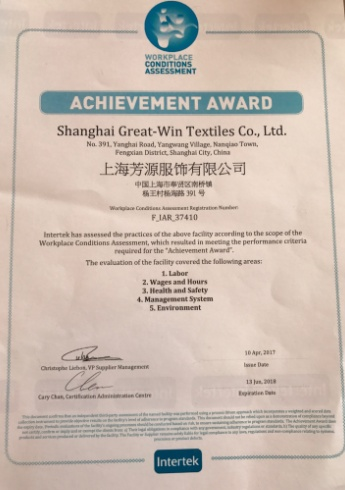 WORKPLACE
CONDITIONS
ASSESSMENT
ACHIEVEMENT AWARD
Shanghai Great-Win Textiles Co., Ltd.
No. 391, Yanghai Road, Yangwang Village, Nanqiao Town,
Fengxian District, Shanghai City, China
上海芳源服饰有限公司
中国上海市奉贤区南桥镇
杨王村杨海路 391 号
Workplace Conditions Assessment Registration Number:
F_IAR_37410
Intertek has assessed the practices of the above facility according to the scope of the
Workplace Conditions Assessment, which resulted in meeting the performance criteria
required for the "Achievement Award".
The evaluation of the facility covered the following areas:
1. Labor
2. Wages and Hours
3. Health and Safety
4. Management System
5. Environment
10 Apr, 2017
Christophe Liebon, VP Supplier Management
Issue Date
13 Jun, 2018
Cary Chan, Certification Administration Centre
Expiration Date
Intertek